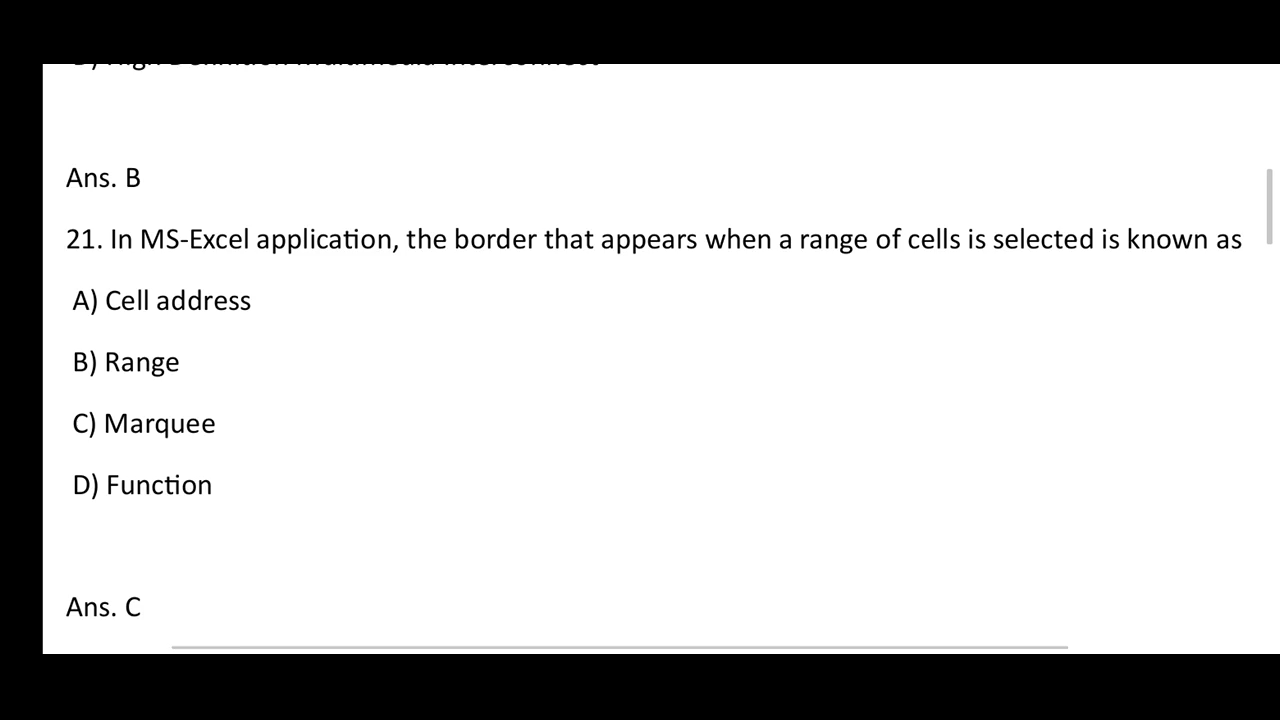 Ans. B
21. In MS-Excel application, the border that appears when a range of cells is selected is known as
A) Cell address
B) Range
C) Marquee
D) Function
Ans. C